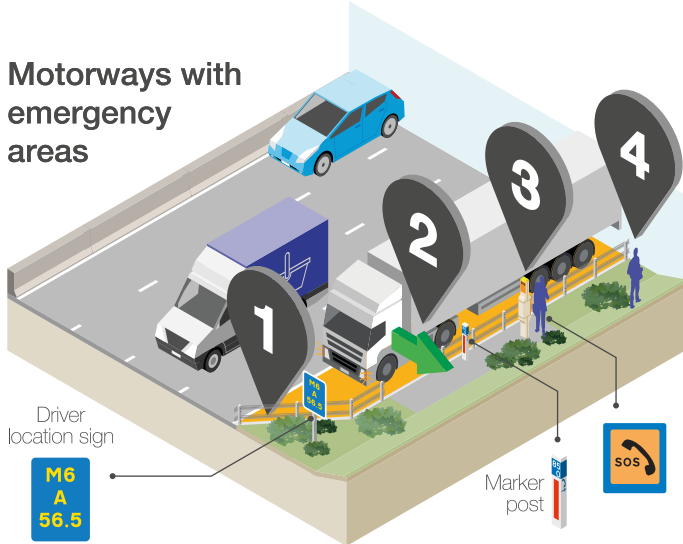 Motorways with
emergency
areas
1
2
3
4
M6
A
56.5
Driver
location sign
M6
A
56.5
Marker
post
SOS